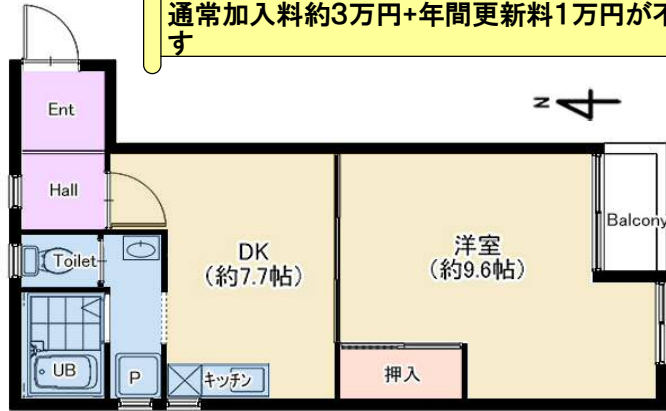 通常加入料約3万円+年間更新料1万円が不
す
Ent
Hall
Toilet
UB
P
キッチン
DK
(約7.7帖)
洋室
(約9.6帖)
押入
Balcony
N